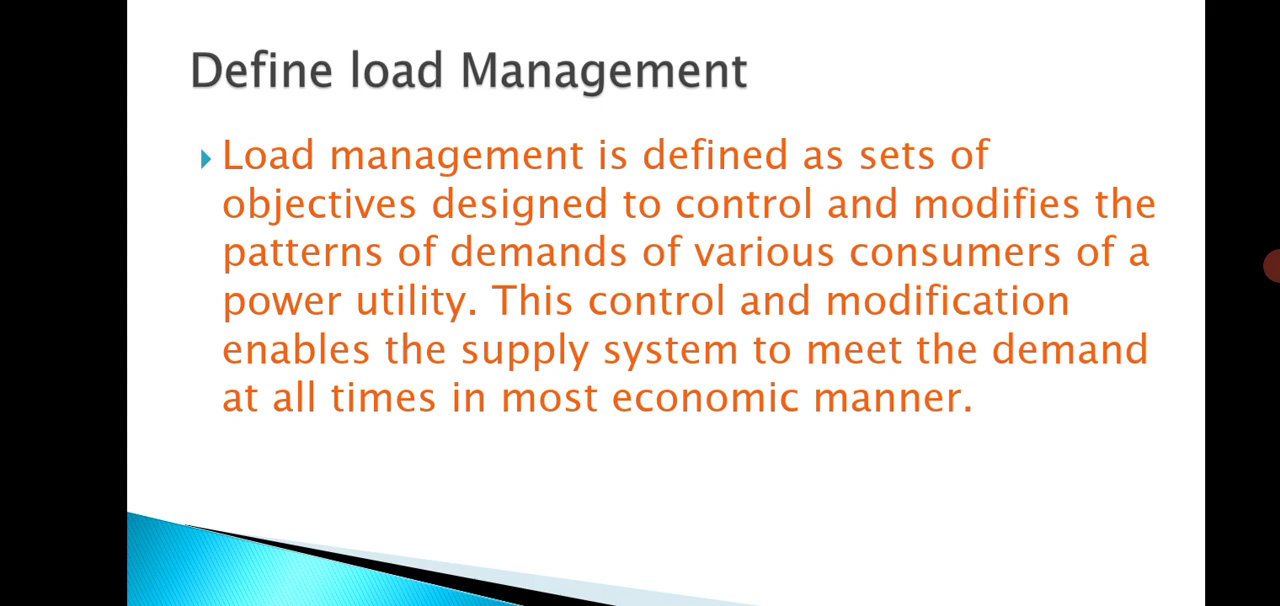 Define load Management
Load management is defined as sets of
objectives designed to control and modifies the
patterns of demands of various consumers of a
power utility. This control and modification
enables the supply system to meet the demand
at all times in most economic manner.